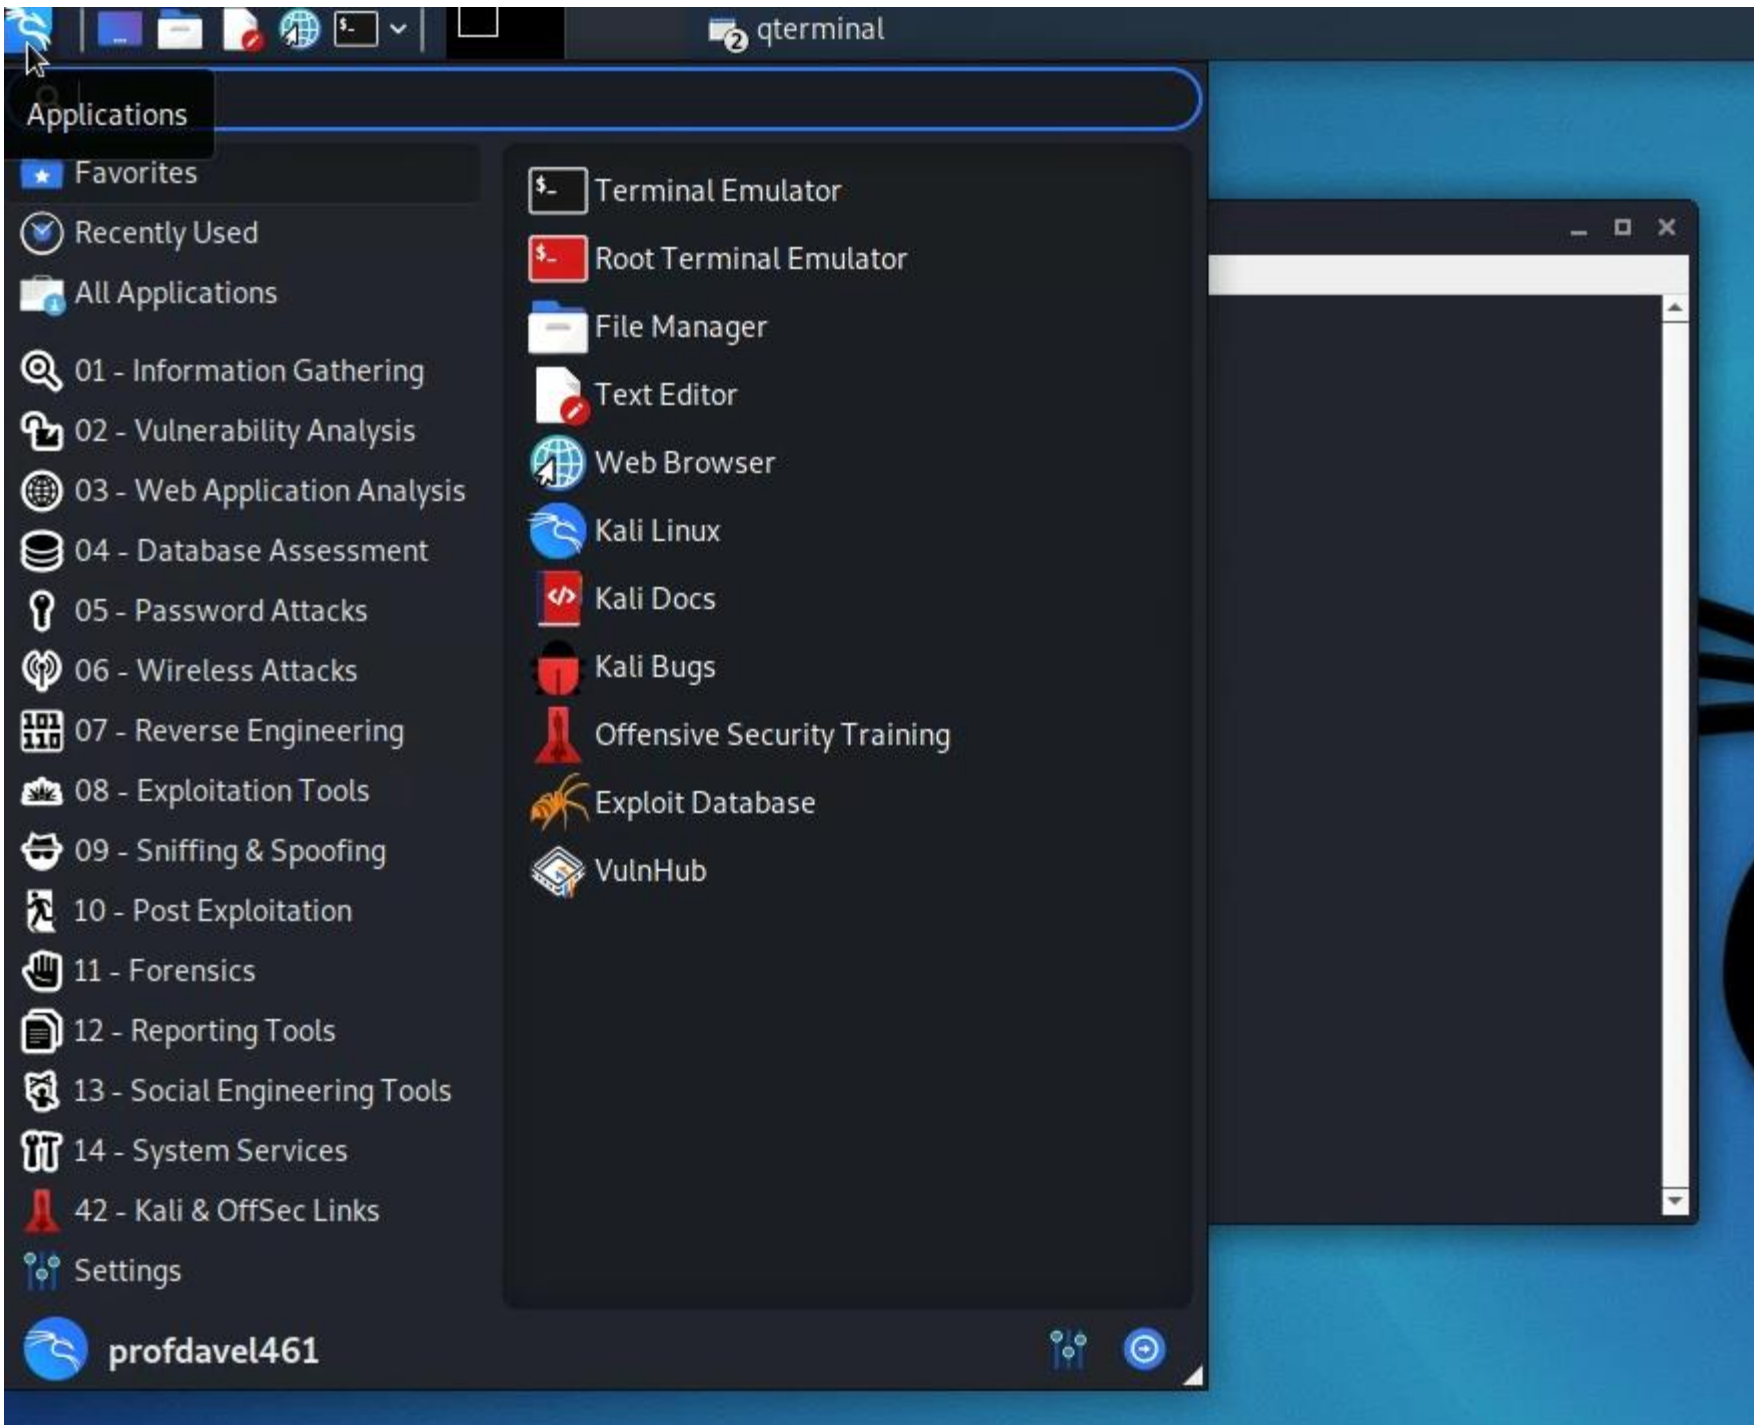 2 qterminal
Applications
Favorites
Recently Used
All Applications
01 - Information Gathering
02 - Vulnerability Analysis
03 - Web Application Analysis
04 - Database Assessment
05 - Password Attacks
06 - Wireless Attacks
07 - Reverse Engineering
08 - Exploitation Tools
09 - Sniffing & Spoofing
10 - Post Exploitation
11 - Forensics
12 - Reporting Tools
13 - Social Engineering Tools
14 - System Services
42 - Kali & OffSec Links
Settings
Terminal Emulator
Root Terminal Emulator
File Manager
Text Editor
Web Browser
Kali Linux
Kali Docs
Kali Bugs
Offensive Security Training
Exploit Database
VulnHub
profdavel461